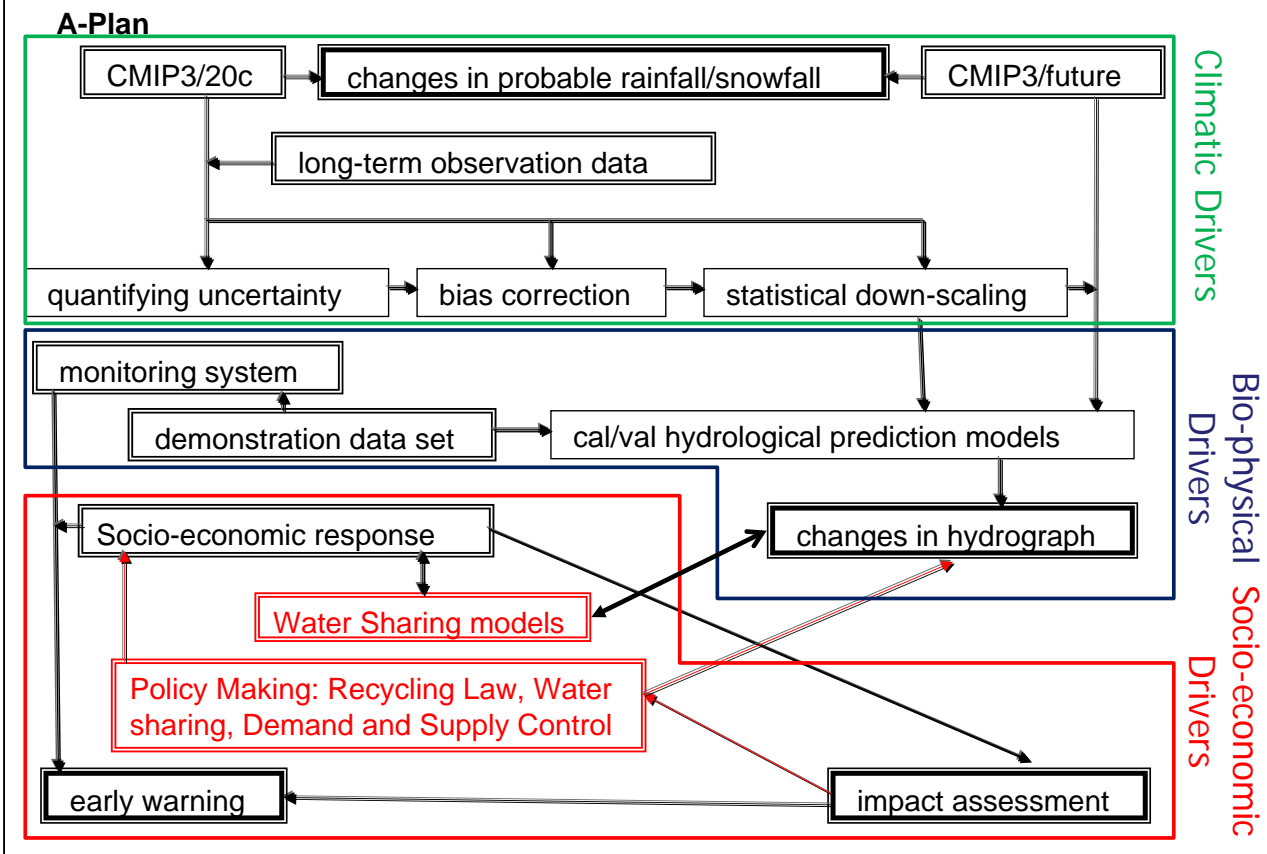 A-Plan
CMIP3/20c
changes in probable rainfall/snowfall
CMIP3/future
long-term observation data
quantifying uncertainty
bias correction
statistical down-scaling
Climatic Drivers
monitoring system
demonstration data set
cal/val hydrological prediction models
Bio-physical
Drivers
Socio-economic response
changes in hydrograph
Water Sharing models
Policy Making: Recycling Law, Water
sharing, Demand and Supply Control
early warning
impact assessment
Socio-economic
Drivers